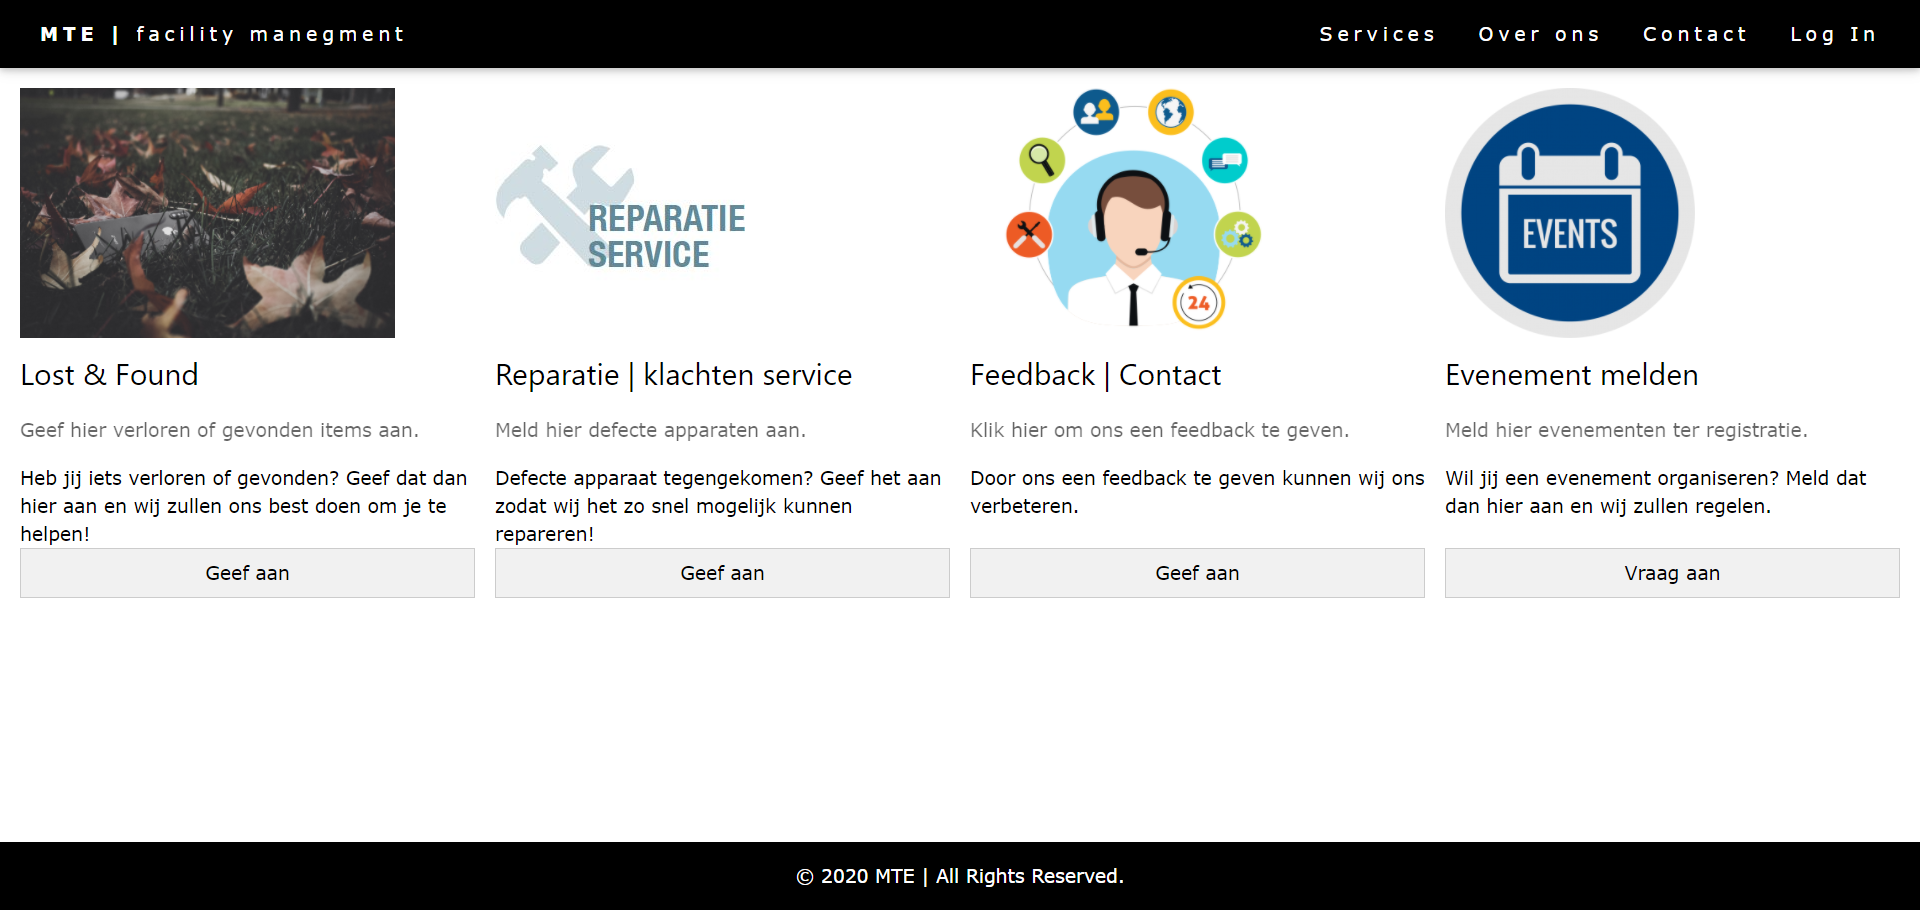 MTE | facility manegment
Services
Over ons
Contact
Log In
REPARATIE
SERVICE
24
EVENTS
Lost & Found
Geef hier verloren of gevonden items aan.
Heb jij iets verloren of gevonden? Geef dat dan
hier aan en wij zullen ons best doen om je te
helpen!
Geef aan
Reparatie | klachten service
Meld hier defecte apparaten aan.
Defecte apparaat tegengekomen? Geef het aan
zodat wij het zo snel mogelijk kunnen
repareren!
Geef aan
Feedback | Contact
Klik hier om ons een feedback te geven.
Door ons een feedback te geven kunnen wij ons
verbeteren.
Geef aan
Evenement melden
Meld hier evenementen ter registratie.
Wil jij een evenement organiseren? Meld dat
dan hier aan en wij zullen regelen.
Vraag aan
© 2020 MTE | All Rights Reserved.